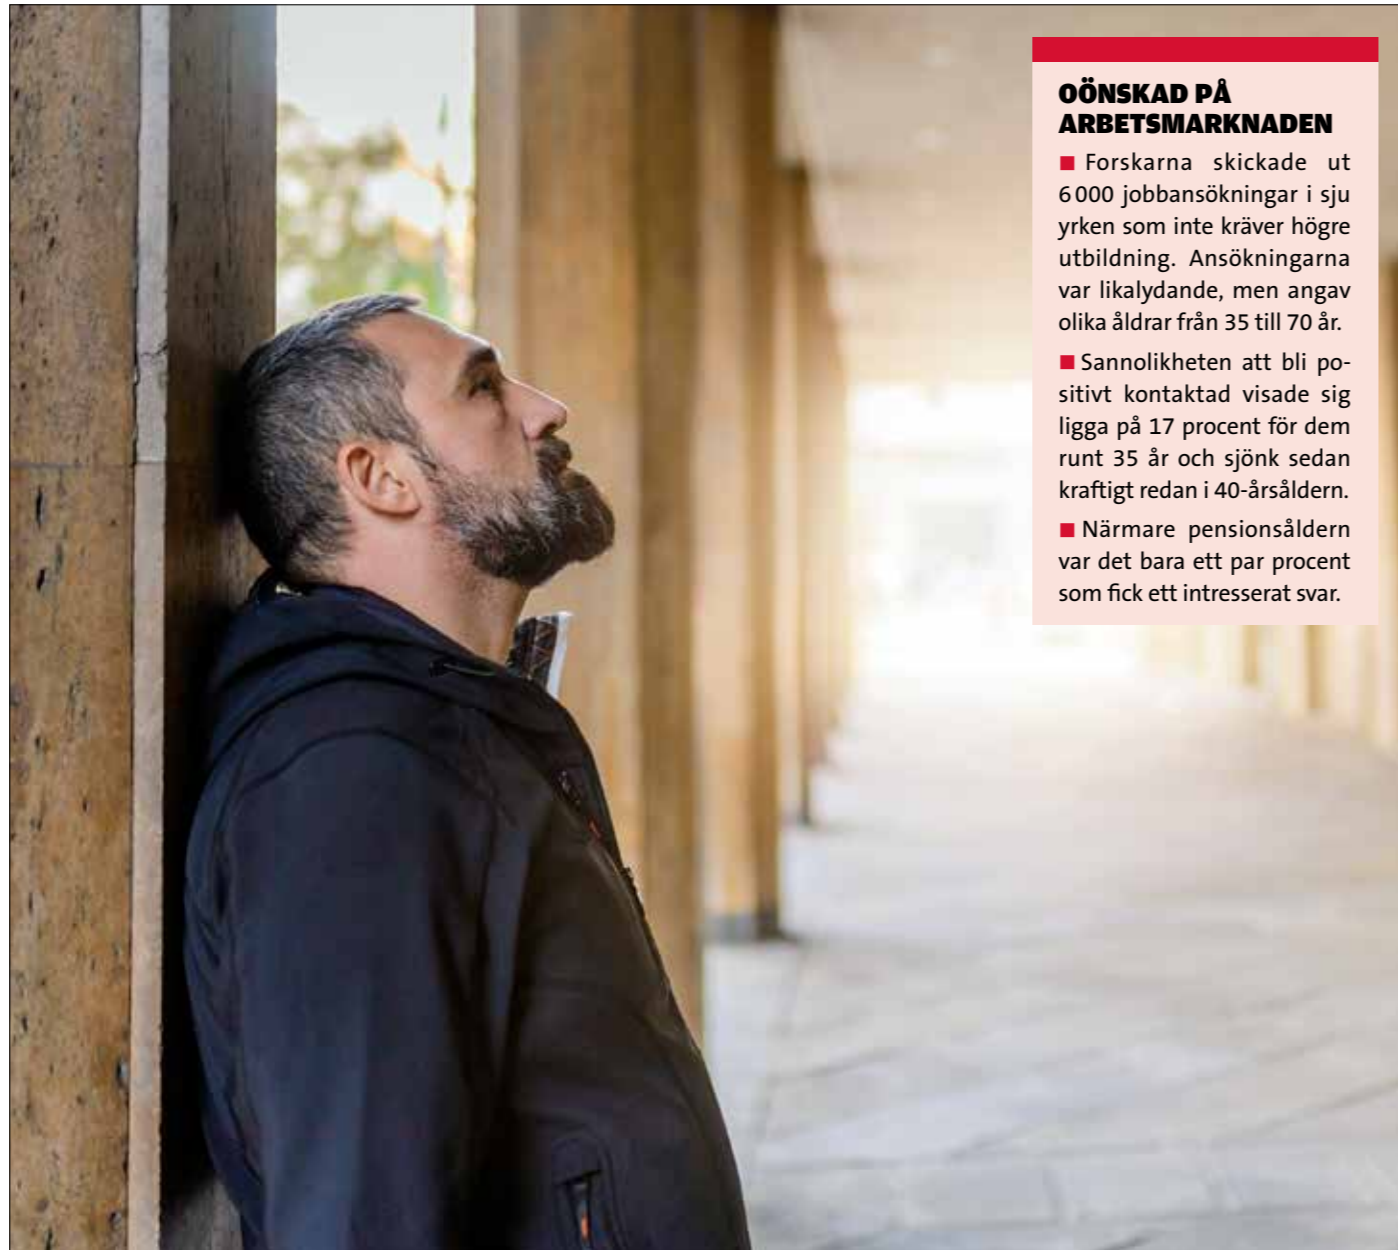 OÖNSKAD PÅ
ARBETSMARKNADEN
■ Forskarna skickade ut
6 000 jobbansökningar i sju
yrken som inte kräver högre
utbildning. Ansökningarna
var likalydande, men angav
olika åldrar från 35 till 70 år.
■ Sannolikheten att bli po-
sitivt kontaktad visade sig
ligga på 17 procent för dem
runt 35 år och sjönk sedan
kraftigt redan i 40-årsåldern.
■ Närmare pensionsåldern
var det bara ett par procent
som fick ett intresserat svar.